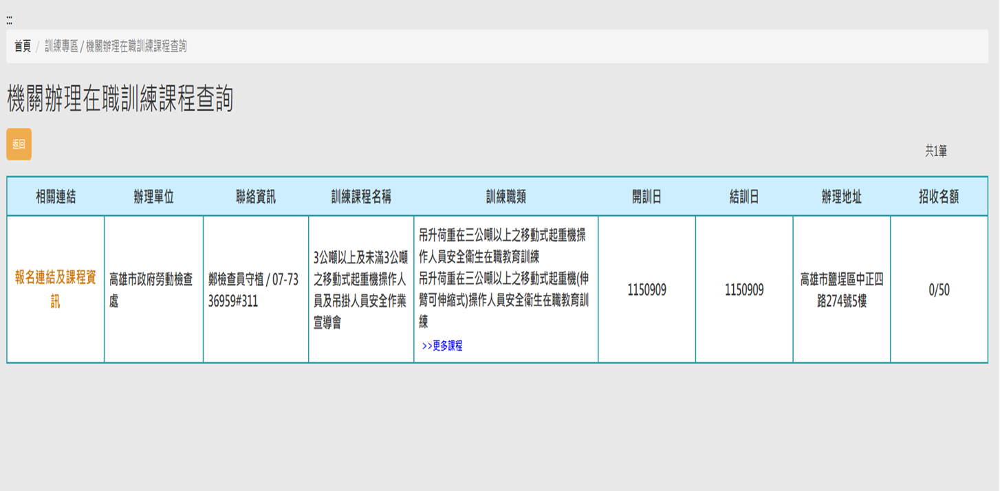 :::
首頁 / 訓練專區 / 機關辦理在職訓練課程查詢
機關辦理在職訓練課程查詢
返回
共1筆
相關連結 辦理單位 聯絡資訊 訓練課程名稱 訓練職類 開訓日 結訓日 辦理地址 招收名額
報名連結及課程資
訊
高雄市政府勞動檢查
處
鄭檢查員守植 / 07-73
36959#311
3公噸以上及未滿3公噸
之移動式起重機操作人
員及吊掛人員安全作業
宣導會
吊升荷重在三公噸以上之移動式起重機操
作人員安全衛生在職教育訓練
吊升荷重在三公噸以上之移動式起重機(伸
臂可伸縮式)操作人員安全衛生在職教育訓
練
>>更多課程
1150909
1150909
高雄市鹽埕區中正四
路274號5樓
0/50